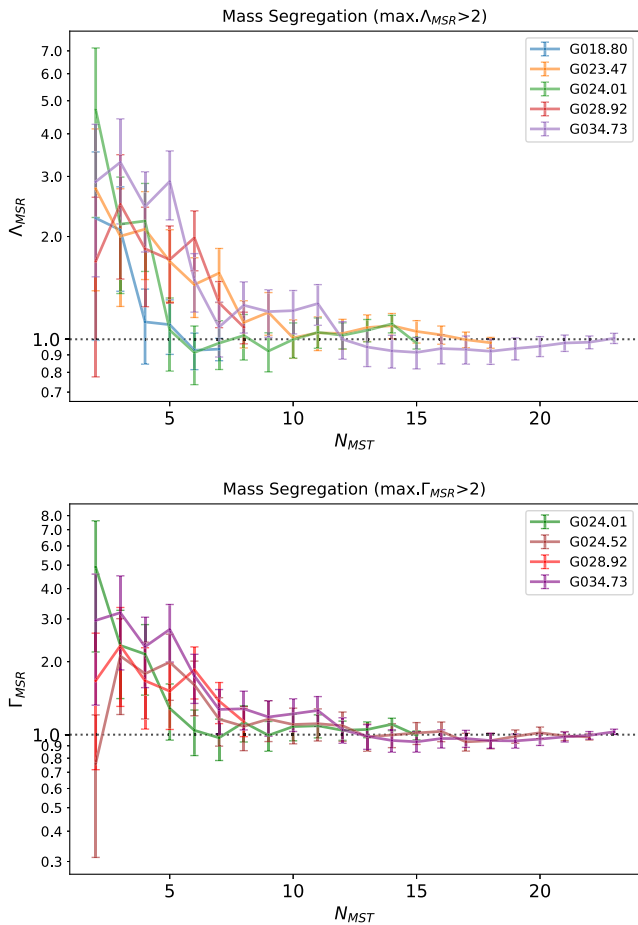 Mass Segregation (max.Λ_MSR>2)
7.0
6.0
5.0
4.0
3.0
2.0
1.0
0.9
0.8
0.7
Λ_MSR
G018.80
G023.47
G024.01
G028.92
G034.73
5 10 15 20
N_MST
Mass Segregation (max.Γ_MSR>2)
8.0
7.0
6.0
5.0
4.0
3.0
2.0
1.0
0.9
0.8
0.7
0.6
0.5
0.4
0.3
Γ_MSR
G024.01
G024.52
G028.92
G034.73
5 10 15 20
N_MST